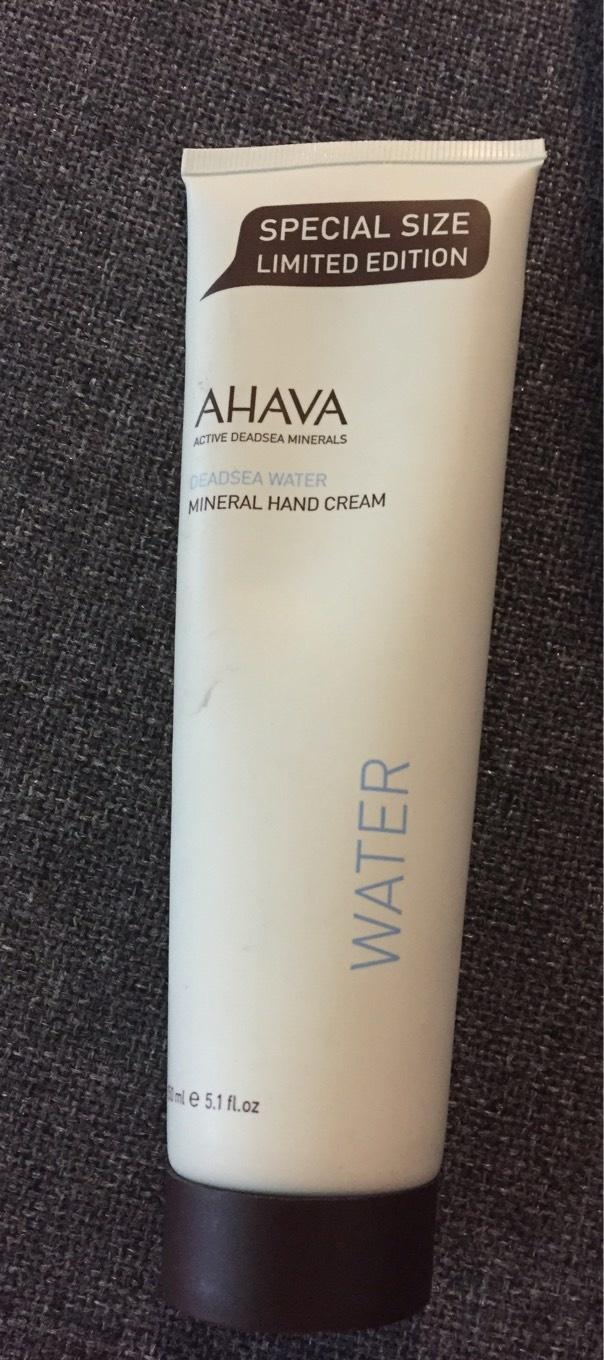 SPECIAL SIZE
LIMITED EDITION
AHAVA
ACTIVE DEADSEA MINERALS
DEADSEA WATER
MINERAL HAND CREAM
WATER
ml e 5.1 fl.oz